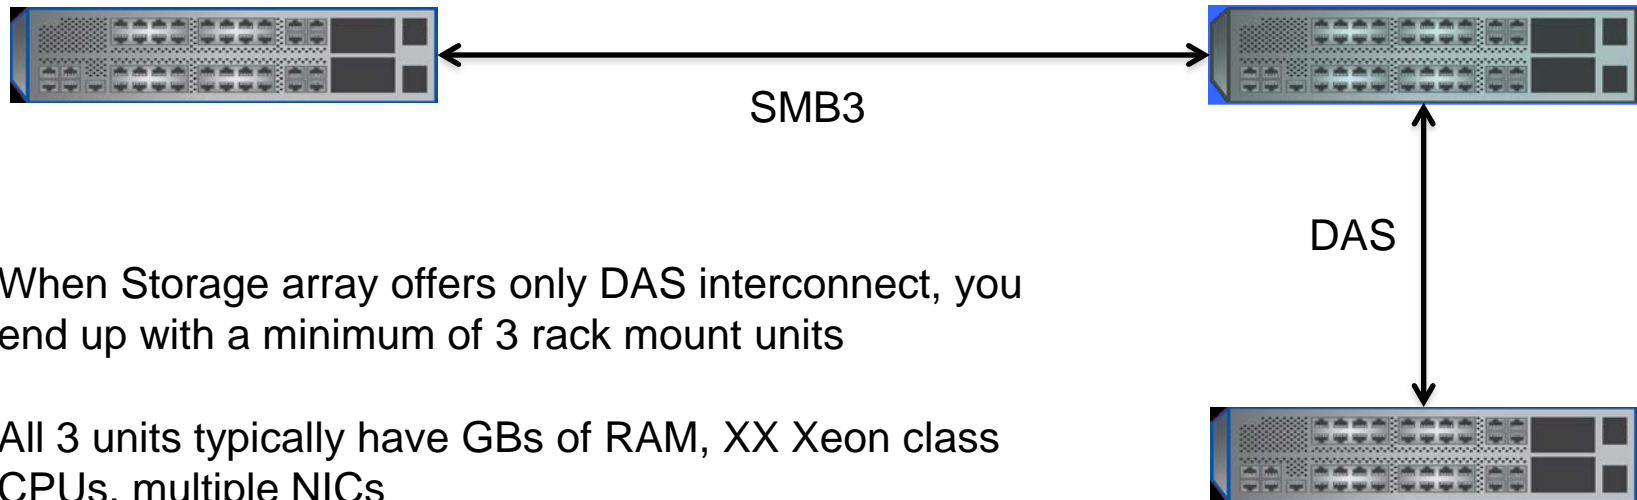 SMB3
DAS
When Storage array offers only DAS interconnect, you
end up with a minimum of 3 rack mount units
All 3 units typically have GBs of RAM, XX Xeon class
CPUs, multiple NICs